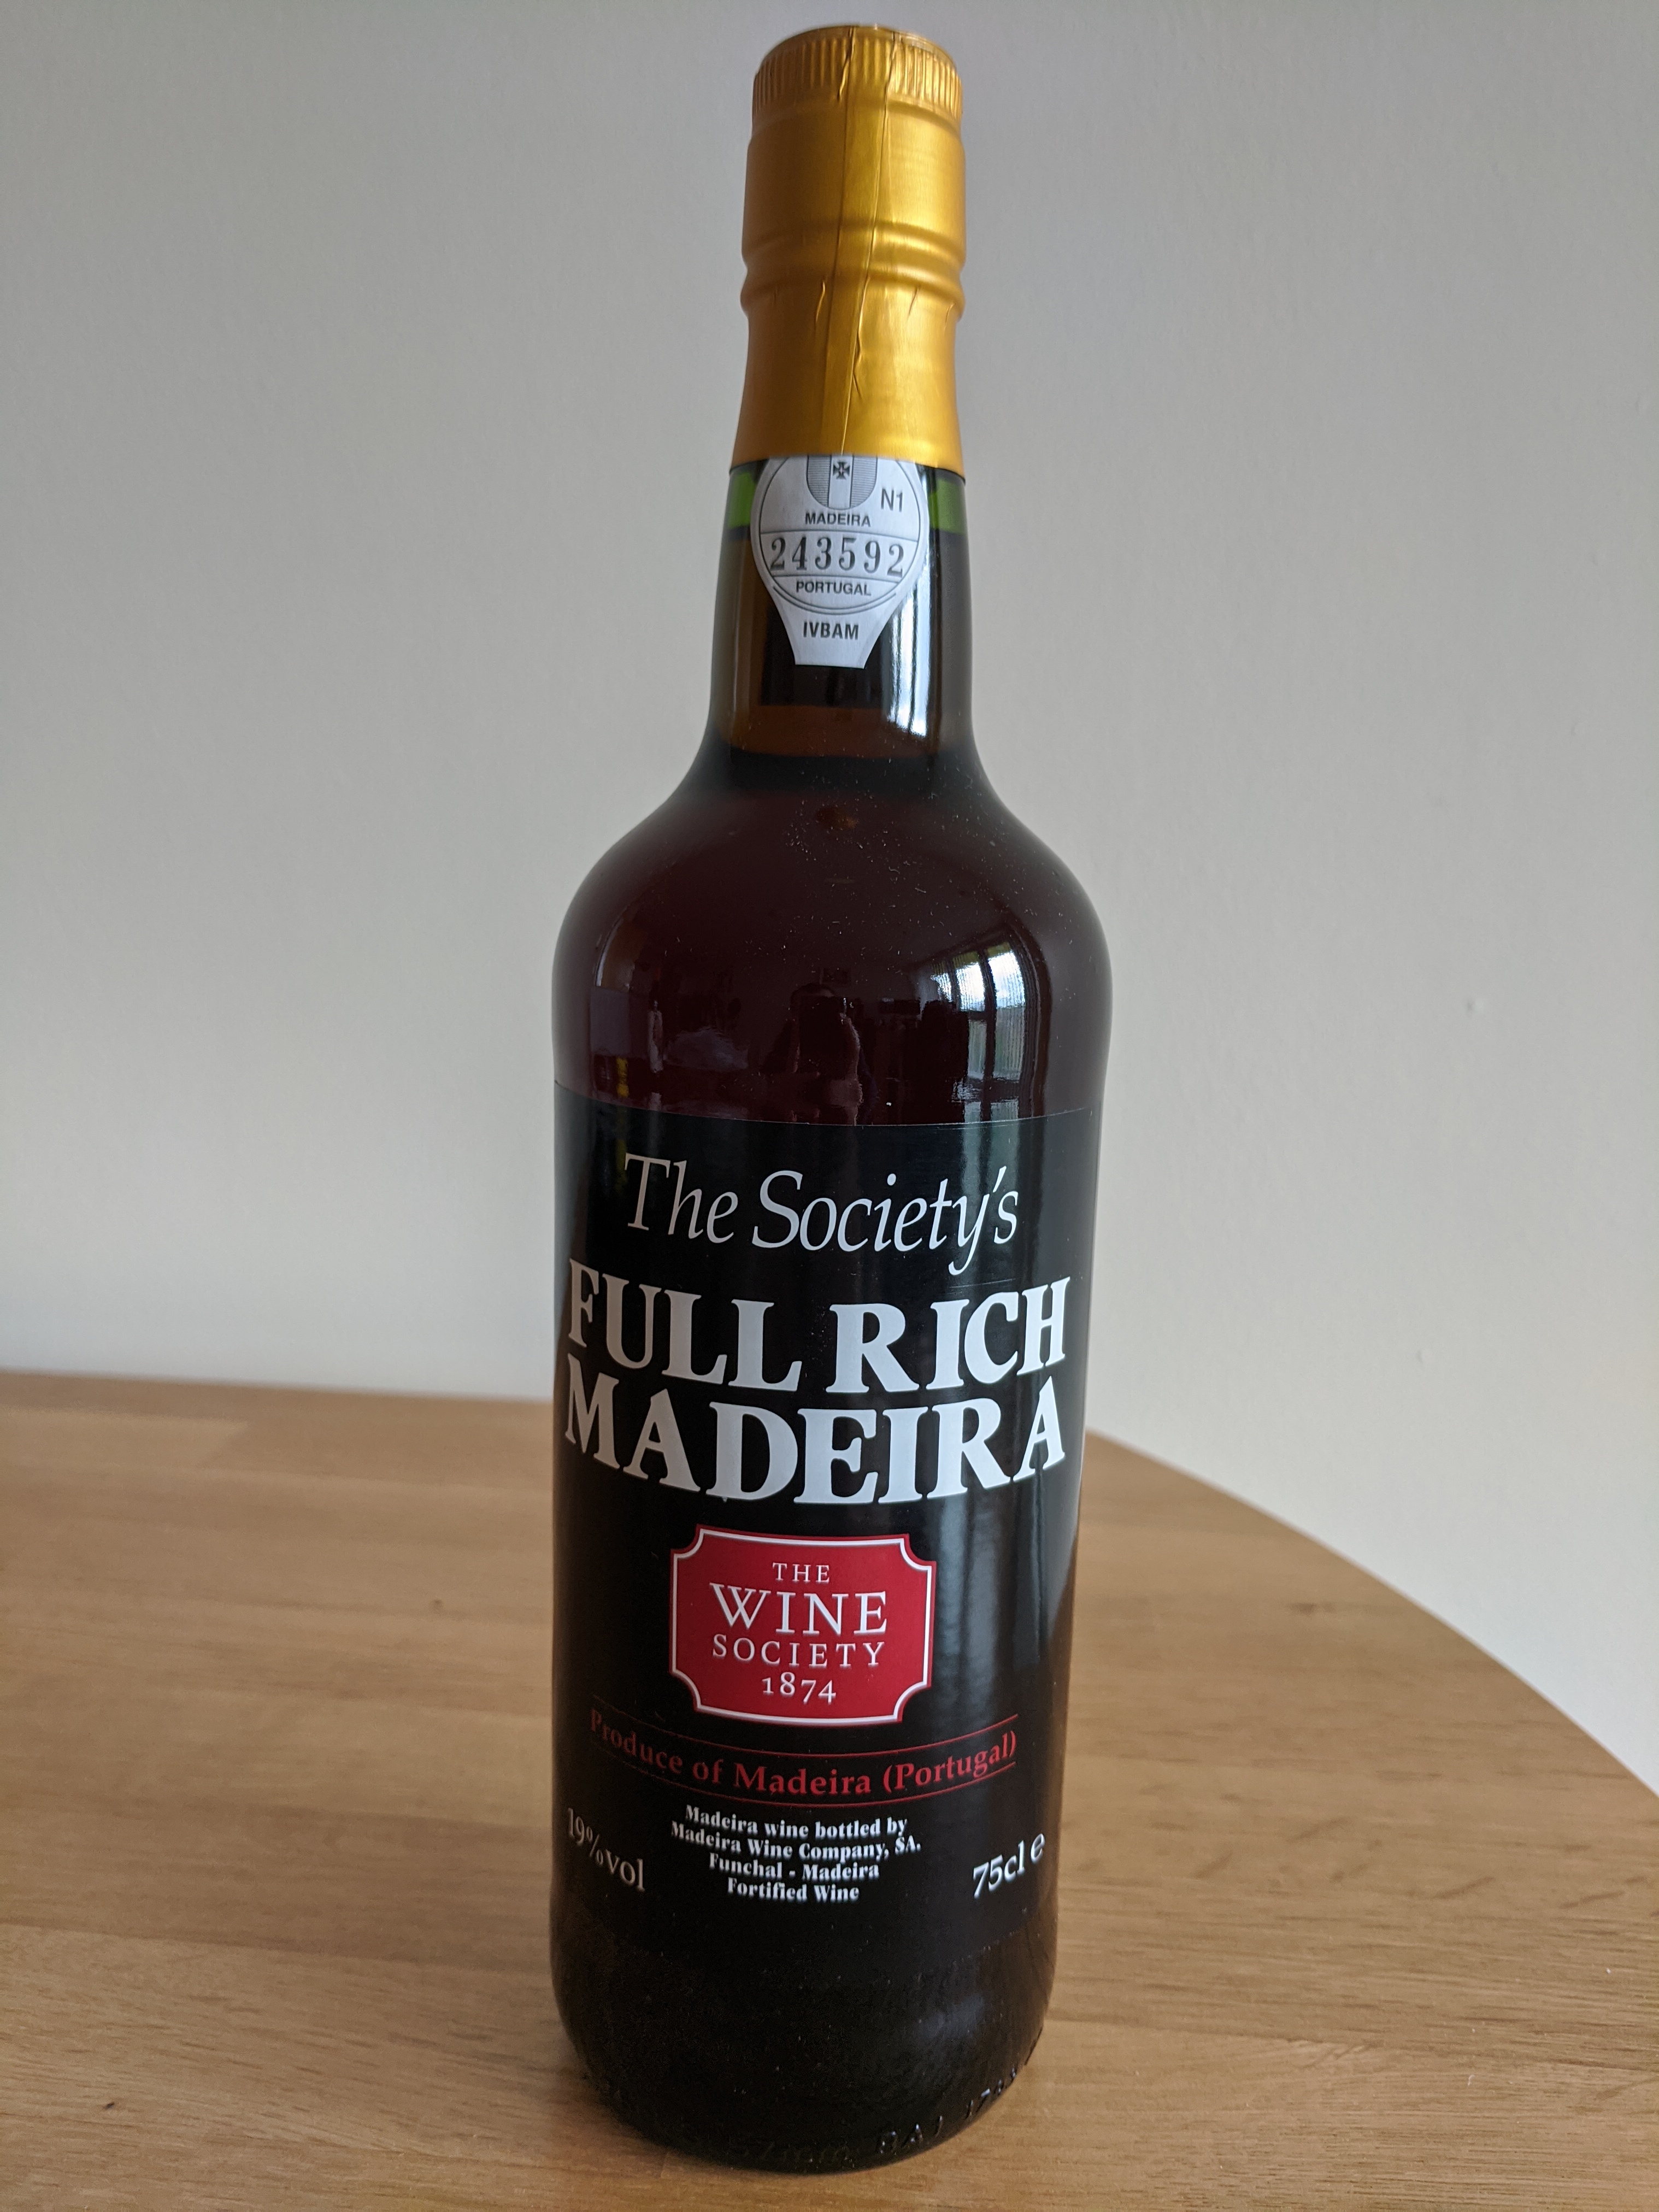 N1
MADEIRA
243592
PORTUGAL
IVBAM
The Society's
FULL RICH
MADEIRA
THE
WINE
SOCIETY
1874
Produce of Madeira (Portugal)
19%vol
Madeira wine bottled by
Madeira Wine Company, SA.
Funchal - Madeira
Fortified Wine
75cl e